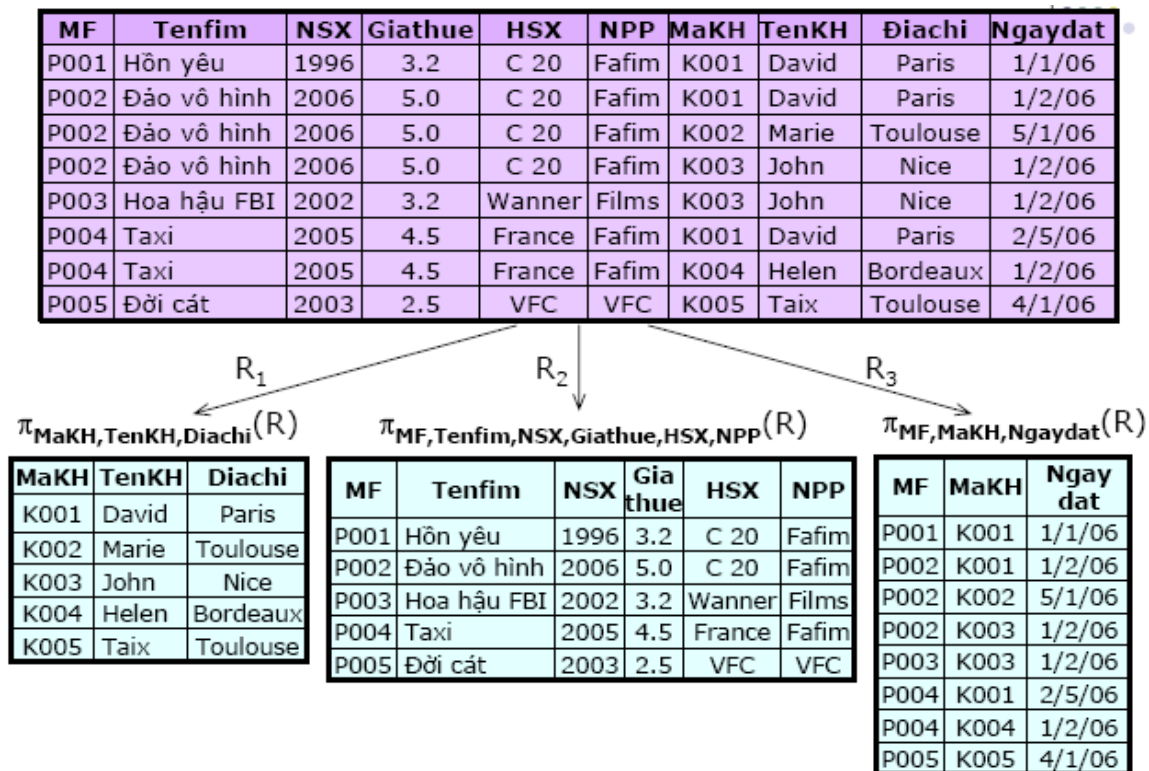 MF Tenfim NSX Giathue HSX NPP MaKH TenKH Điachi Ngaydat
P001 Hồn yêu 1996 3.2 C 20 Fafim K001 David Paris 1/1/06
P002 Đảo vô hình 2006 5.0 C 20 Fafim K001 David Paris 1/2/06
P002 Đảo vô hình 2006 5.0 C 20 Fafim K002 Marie Toulouse 5/1/06
P002 Đảo vô hình 2006 5.0 C 20 Fafim K003 John Nice 1/2/06
P003 Hoa hậu FBI 2002 3.2 Wanner Films K003 John Nice 1/2/06
P004 Taxi 2005 4.5 France Fafim K001 David Paris 2/5/06
P004 Taxi 2005 4.5 France Fafim K004 Helen Bordeaux 1/2/06
P005 Đời cát 2003 2.5 VFC VFC K005 Taix Toulouse 4/1/06
R1 R2 R3
πMaKH,TenKH,Diachi(R)
MaKH TenKH Diachi
K001 David Paris
K002 Marie Toulouse
K003 John Nice
K004 Helen Bordeaux
K005 Taix Toulouse
πMF,Tenfim,NSX,Giathue,HSX,NPP(R)
MF Tenfim NSX Gia thue HSX NPP
P001 Hồn yêu 1996 3.2 C 20 Fafim
P002 Đảo vô hình 2006 5.0 C 20 Fafim
P003 Hoa hậu FBI 2002 3.2 Wanner Films
P004 Taxi 2005 4.5 France Fafim
P005 Đời cát 2003 2.5 VFC VFC
πMF,MaKH,Ngaydat(R)
MF MaKH Ngay dat
P001 K001 1/1/06
P002 K001 1/2/06
P002 K002 5/1/06
P002 K003 1/2/06
P003 K003 1/2/06
P004 K001 2/5/06
P004 K004 1/2/06
P005 K005 4/1/06